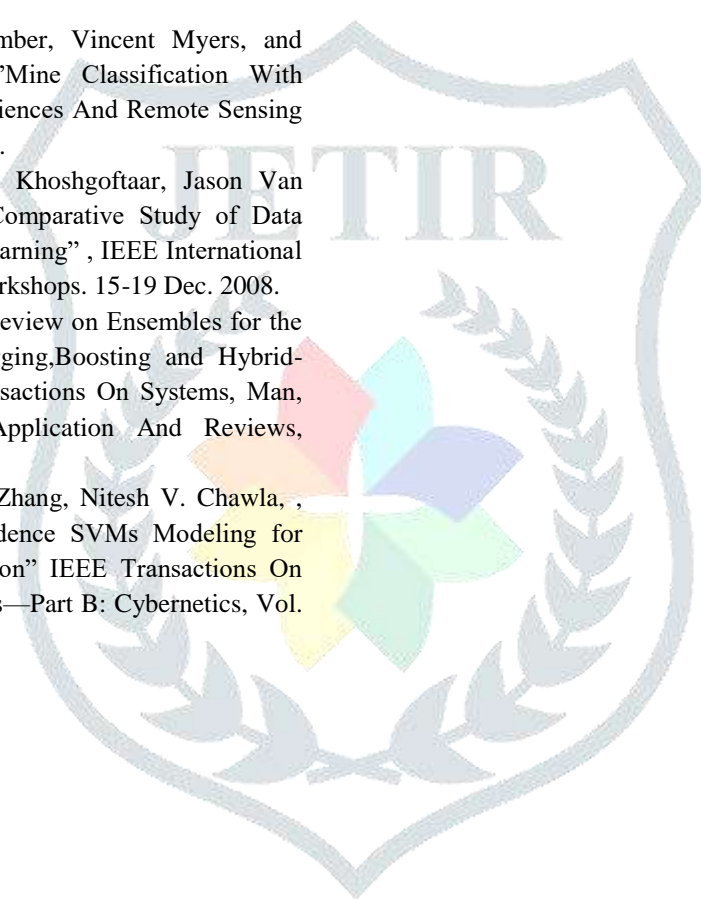 mber, Vincent Myers, and
"Mine Classification With
iences And Remote Sensing
.
Khoshgoftaar, Jason Van
Comparative Study of Data
arning” , IEEE International
rkshops. 15-19 Dec. 2008.
eview on Ensembles for the
ging,Boosting and Hybrid-
sactions On Systems, Man,
Application And Reviews,
Zhang, Nitesh V. Chawla, ,
dence SVMs Modeling for
on” IEEE Transactions On
s—Part B: Cybernetics, Vol.
JETIR